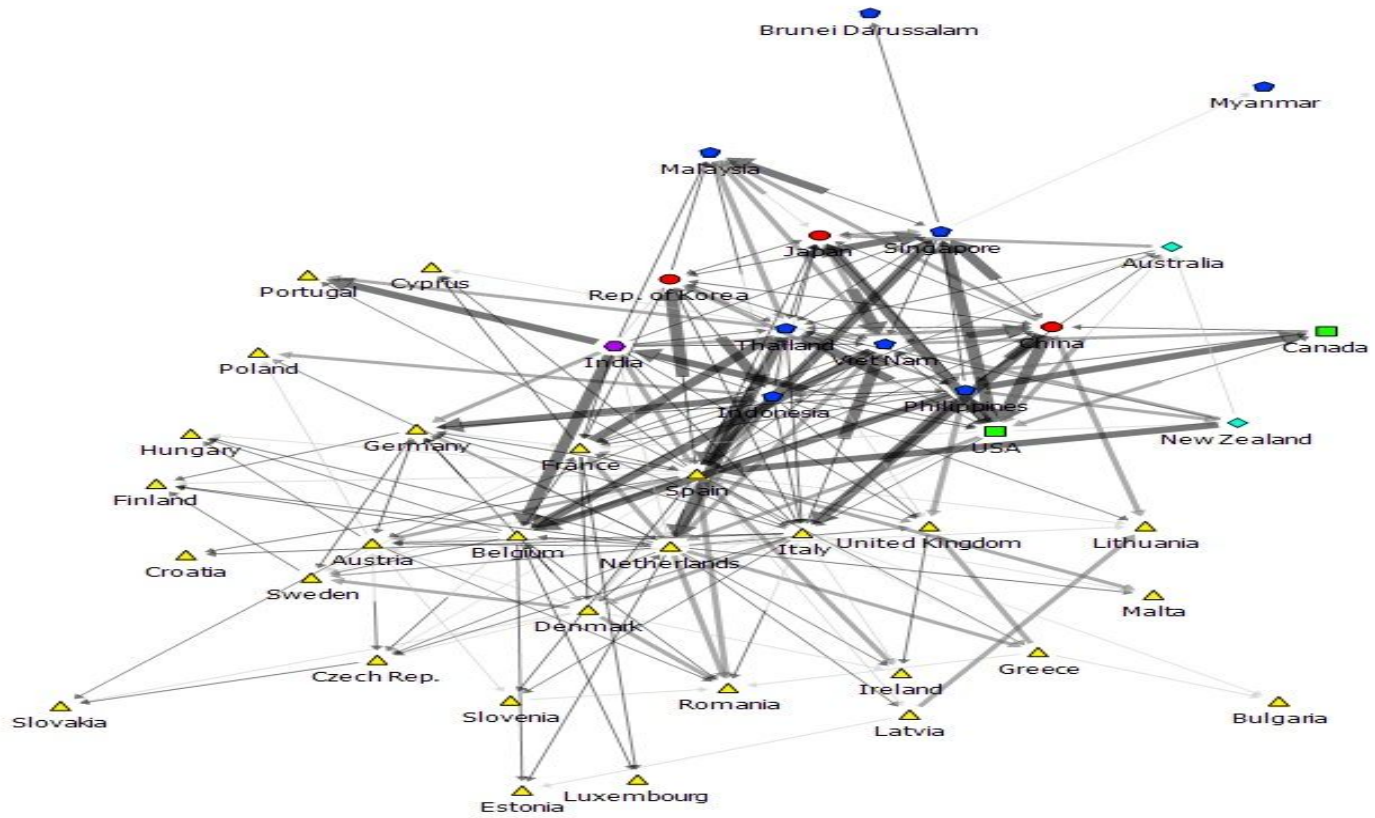 Brunei Darussalam
Myanmar
Malaysia
Japan
Singapore
Australia
Cyprus
Portugal
Rep. of Korea
Thailand
Viet Nam
China
Canada
India
Poland
Indonesia
Philippines
New Zealand
Germany
Hungary
France
USA
Spain
Finland
Belgium
Austria
Netherlands
Italy
United Kingdom
Lithuania
Croatia
Sweden
Malta
Denmark
Czech Rep.
Greece
Ireland
Slovenia
Romania
Slovakia
Bulgaria
Latvia
Estonia
Luxembourg